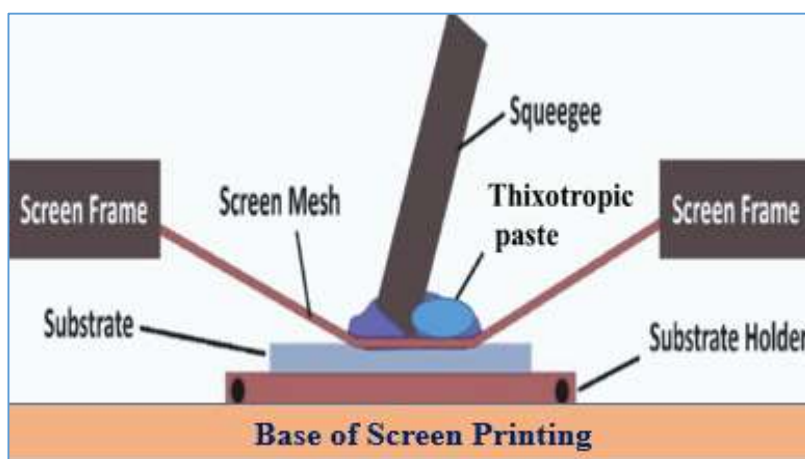 Squeegee
Screen Frame
Screen Mesh
Thixotropic
paste
Screen Frame
Substrate
Substrate Holder
Base of Screen Printing